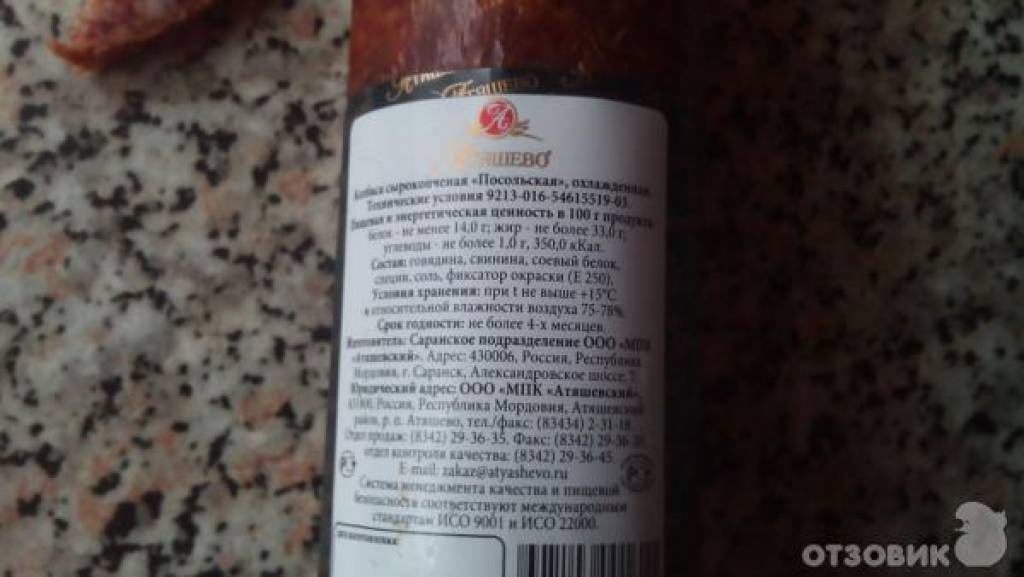 АТЯШЕВО
АТЯШЕВО
Колбаса сырокопченая «Посольская», охлажденная.
Технические условия 9213-016-54615519-03.
Пищевая и энергетическая ценность в 100 г продукта:
белок - не менее 14,0 г; жир - не более 33,0 г;
углеводы - не более 1,0 г, 350,0 кКал.
Состав: говядина, свинина, соевый белок,
специи, соль, фиксатор окраски (Е 250).
Условия хранения: при t не выше +15°С
и относительной влажности воздуха 75-78%.
Срок годности: не более 4-х месяцев.
Изготовитель: Саранское подразделение ООО «МПК
«Атяшевский». Адрес: 430006, Россия, Республика
Мордовия, г. Саранск, Александровское шоссе,
Юридический адрес: ООО «МПК «Атяшевский».
Россия, Республика Мордовия, Атяшевский
район, р. п. Атяшево, тел./факс: (83434) 2-31-18.
Отдел продаж: (8342) 29-36-35. Факс: (8342) 29-36-
отдел контроля качества: (8342) 29-36-45.
E-mail: zakaz@atyashevo.ru
Система менеджмента качества и пищевой
безопасности соответствуют международным
стандартам ИСО 9001 и ИСО 22000.
ОТЗОВИК